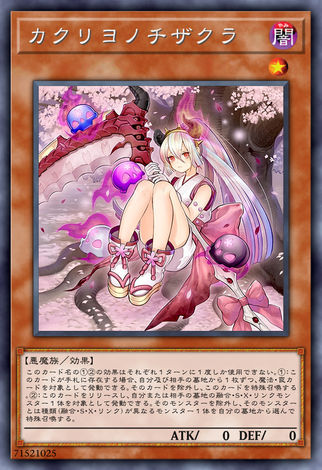 カクリヨノチザクラ
やみ
闇
【悪魔族／効果】
このカード名の①②の効果はそれぞれ１ターンに１度しか使用できない。①：こ
のカードが手札に存在する場合、自分及び相手の墓地から１枚ずつ、魔法・罠カー
ドを対象として発動できる。そのカードを除外し、このカードを特殊召喚す
る。②：このカードをリリースし、自分または相手の墓地の融合・S・X・リンクモン
スター１体を対象として発動できる。そのモンスターを除外し、そのモンスター
とは種類（融合・S・X・リンク）が異なるモンスター１体を自分の墓地から選んで
特殊召喚する。
ATK/ 0 DEF/ 0
71521025